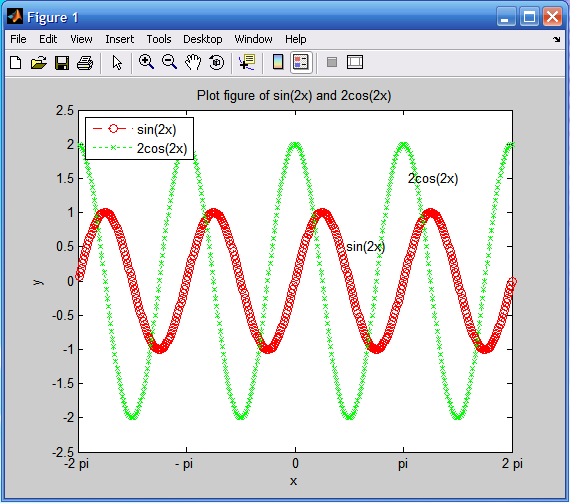 Figure 1
File Edit View Insert Tools Desktop Window Help
Plot figure of sin(2x) and 2cos(2x)
2.5
sin(2x)
2cos(2x)
2
1.5
2cos(2x)
1
0.5
sin(2x)
y
0
-0.5
-1
-1.5
-2
-2.5
-2 pi
- pi
0
pi
2 pi
x